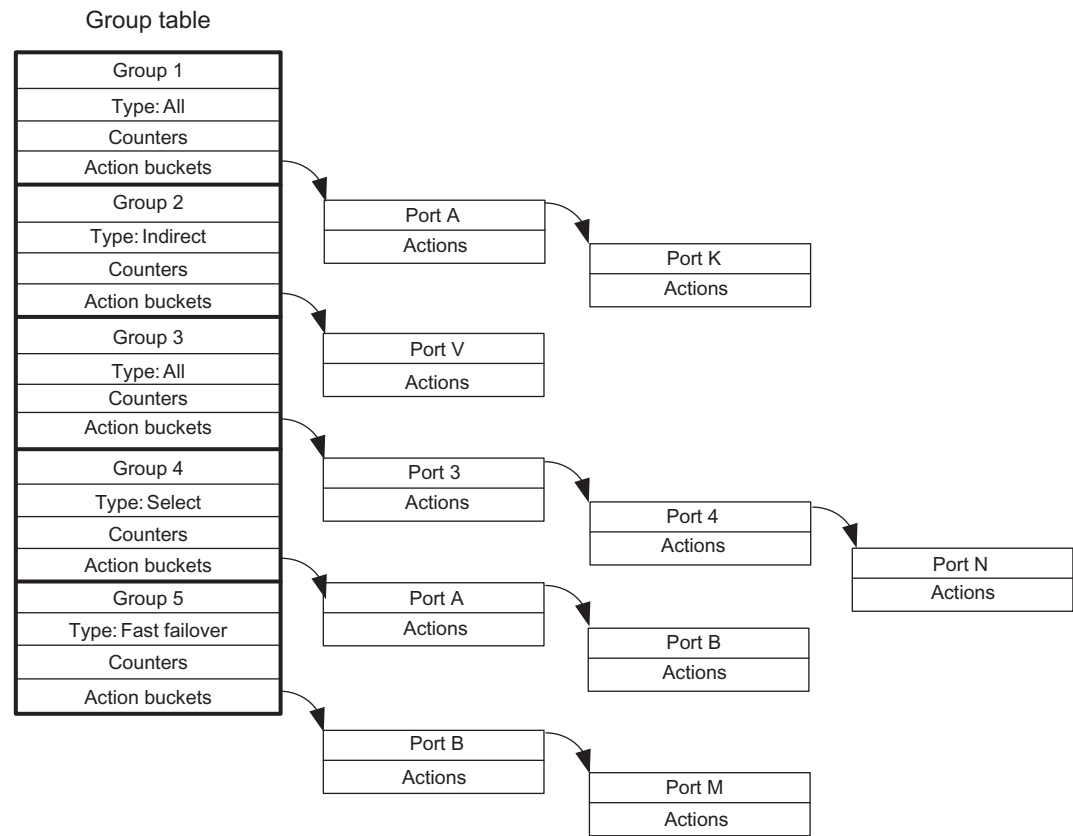 Group table
Group 1
Type: All
Counters
Action buckets
Group 2
Type: Indirect
Counters
Action buckets
Group 3
Type: All
Counters
Action buckets
Group 4
Type: Select
Counters
Action buckets
Group 5
Type: Fast failover
Counters
Action buckets
Port A
Actions
Port K
Actions
Port V
Actions
Port 3
Actions
Port 4
Actions
Port N
Actions
Port A
Actions
Port B
Actions
Port B
Actions
Port M
Actions